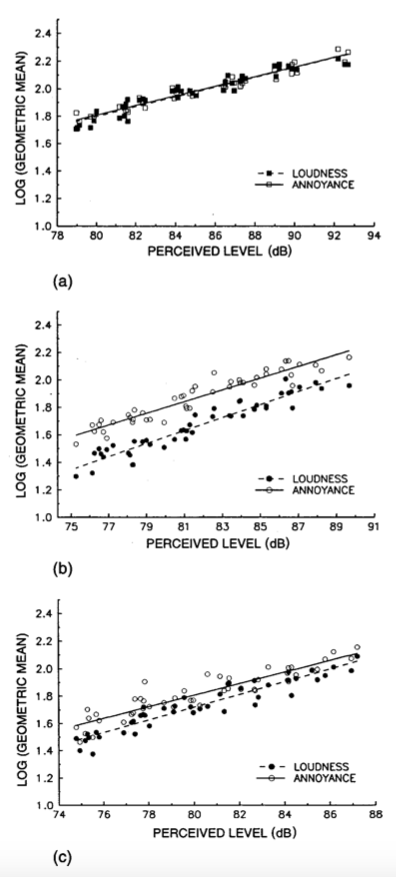 LOG (GEOMETRIC MEAN)
2.4
2.2
2.0
1.8
1.6
1.4
1.2
1.0
LOUDNESS
ANNOYANCE
78 80 82 84 86 88 90 92 94
PERCEIVED LEVEL (dB)
(a)
LOG (GEOMETRIC MEAN)
2.4
2.2
2.0
1.8
1.6
1.4
1.2
1.0
LOUDNESS
ANNOYANCE
75 77 79 81 83 85 87 89 91
PERCEIVED LEVEL (dB)
(b)
LOG (GEOMETRIC MEAN)
2.4
2.2
2.0
1.8
1.6
1.4
1.2
1.0
LOUDNESS
ANNOYANCE
74 76 78 80 82 84 86 88
PERCEIVED LEVEL (dB)
(c)